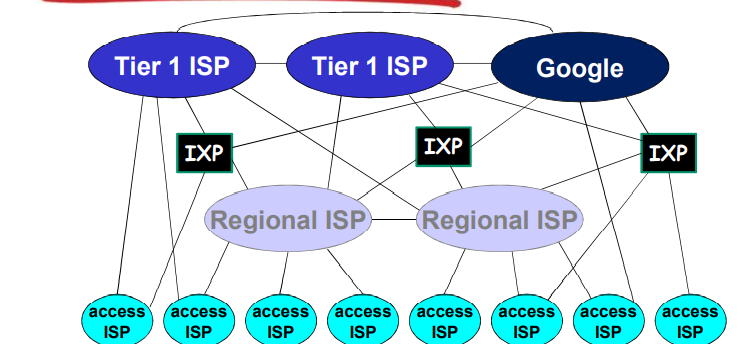 Tier 1 ISP
Tier 1 ISP
Google
IXP
IXP
IXP
Regional ISP
Regional ISP
access
ISP
access
ISP
access
ISP
access
ISP
access
ISP
access
ISP
access
ISP
access
ISP